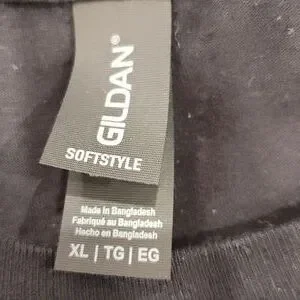 GILDAN®
SOFTSTYLE
Made in Bangladesh
Fabriqué au Bangladesh
Hecho en Bangladesh
XL | TG | EG